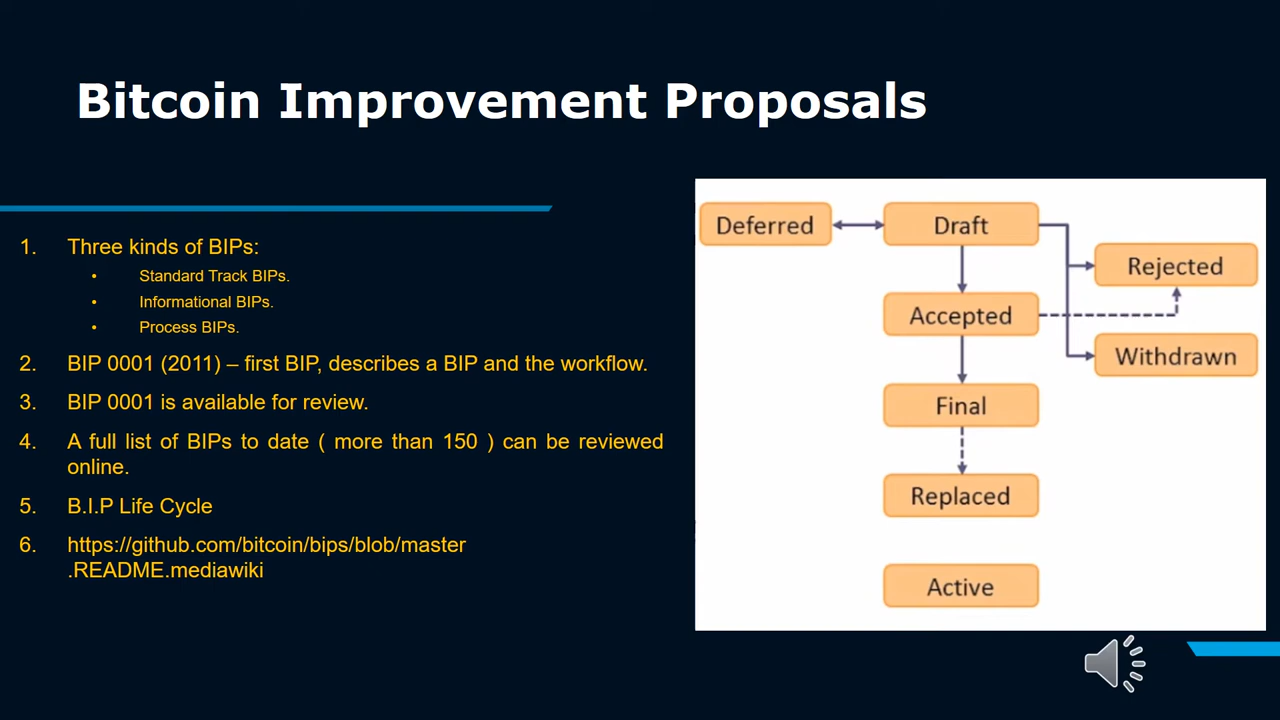 Bitcoin Improvement Proposals
1. Three kinds of BIPs:
• Standard Track BIPs.
• Informational BIPs.
• Process BIPs.
2. BIP 0001 (2011) – first BIP, describes a BIP and the workflow.
3. BIP 0001 is available for review.
4. A full list of BIPs to date ( more than 150 ) can be reviewed
online.
5. B.I.P Life Cycle
6. https://github.com/bitcoin/bips/blob/master
.README.mediawiki
Deferred
Draft
Rejected
Accepted
Withdrawn
Final
Replaced
Active